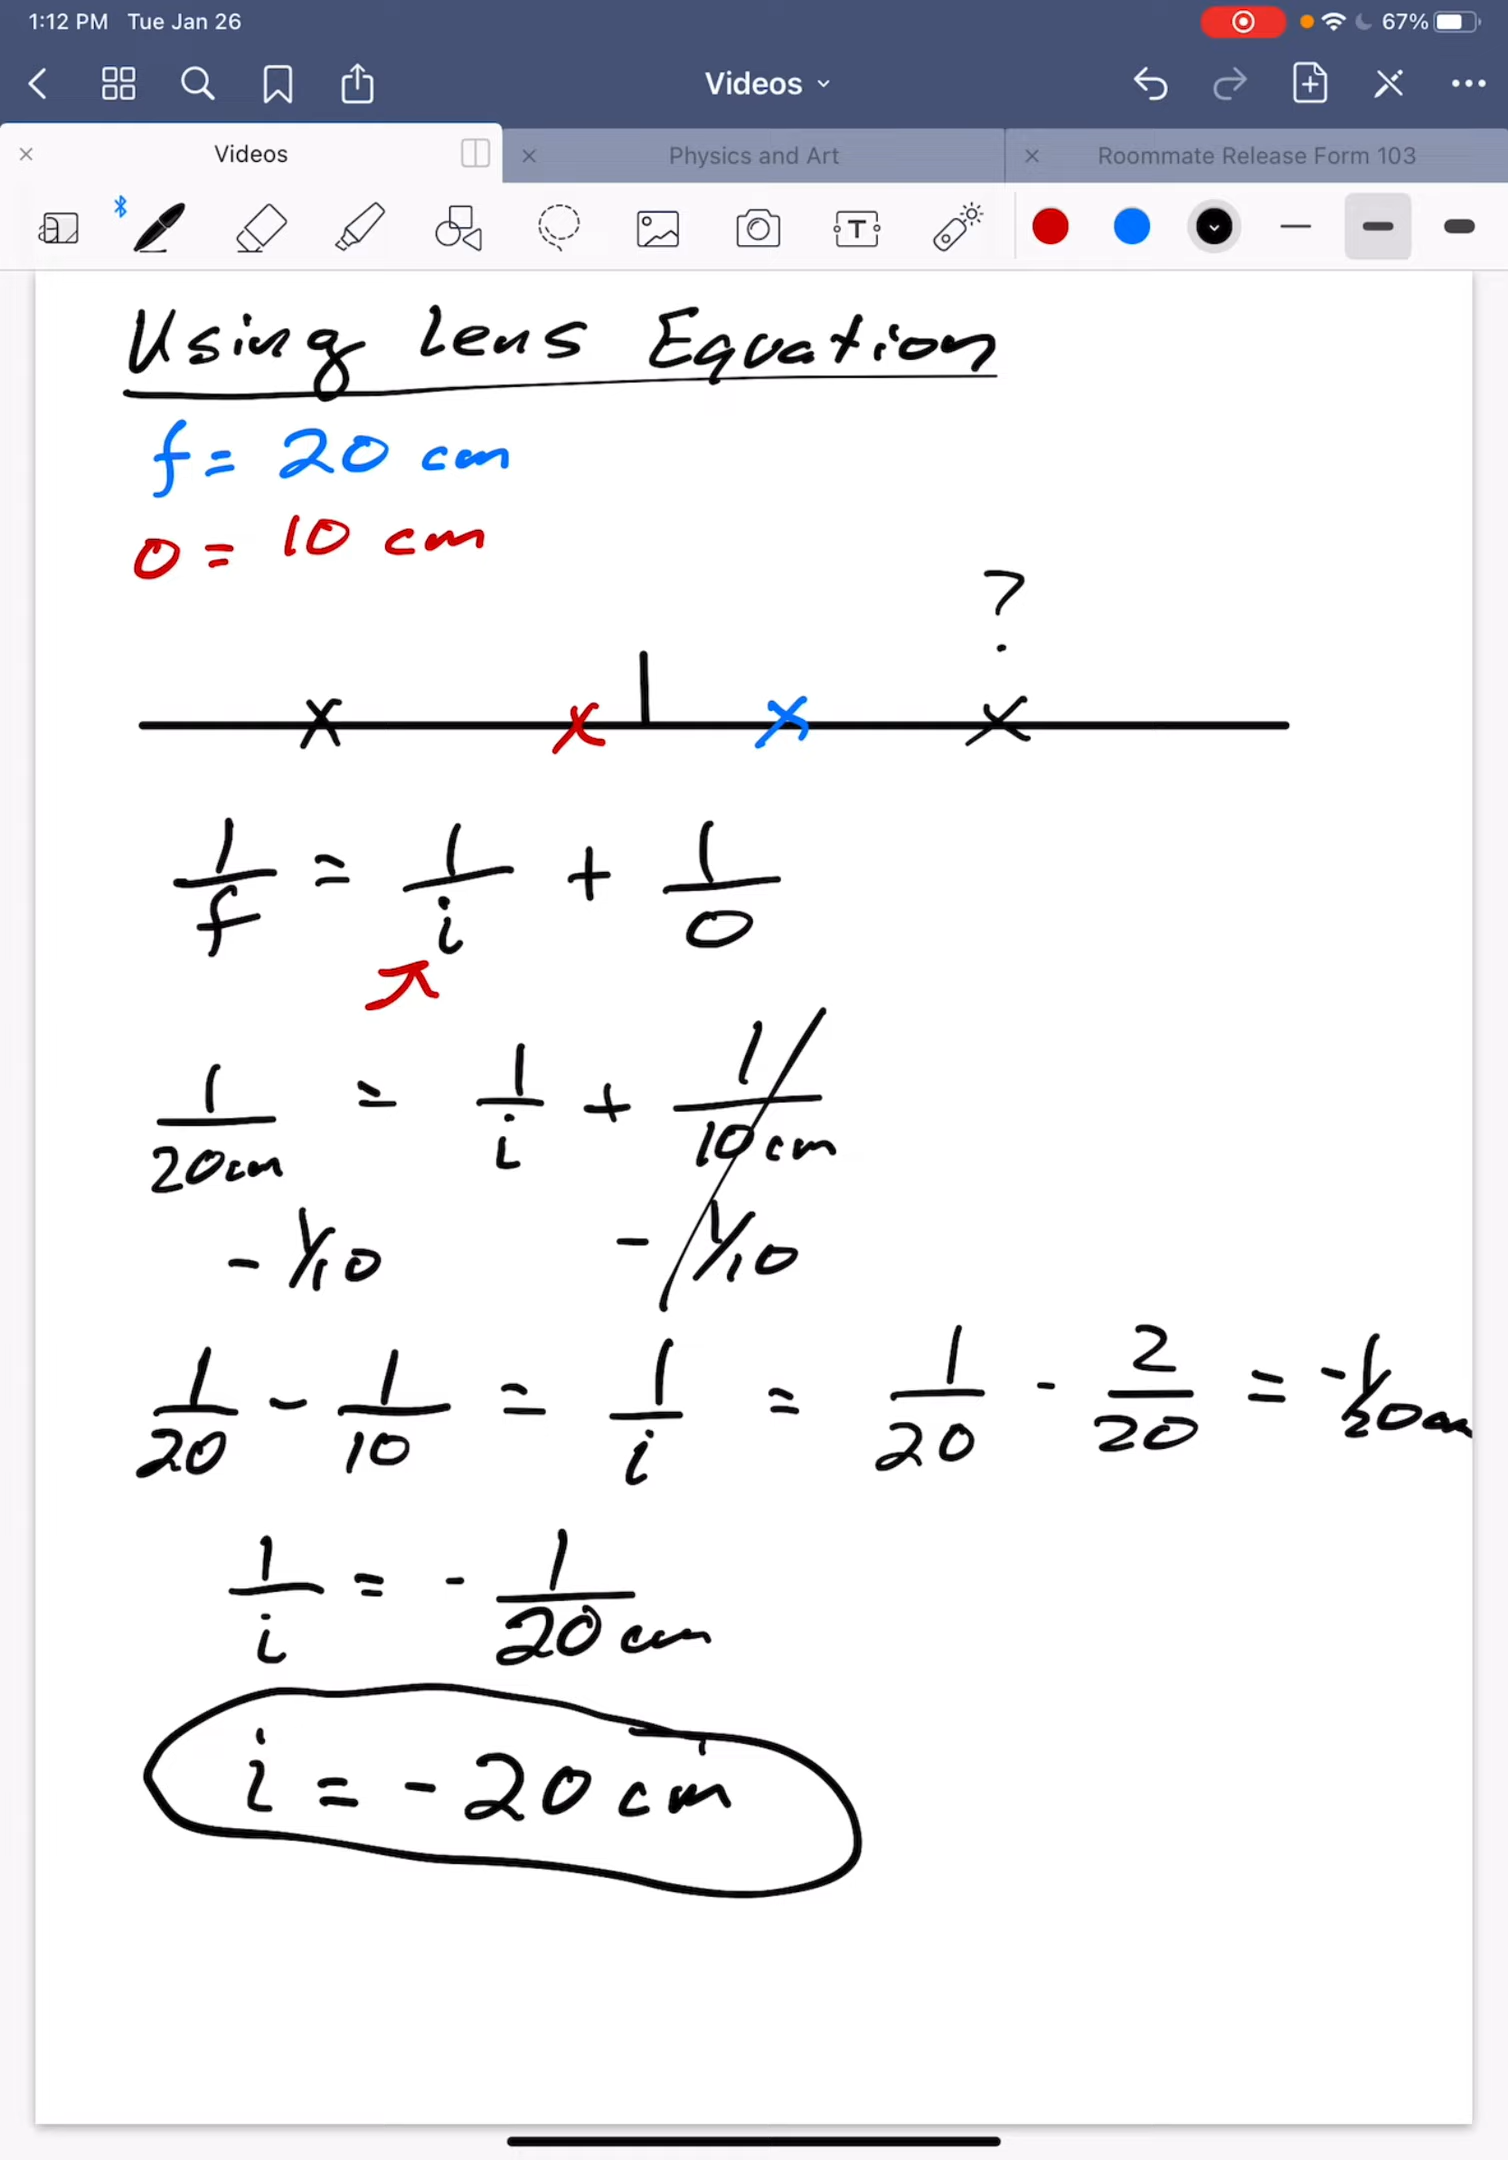 1:12 PM Tue Jan 26 67%
Videos
Videos Physics and Art Roommate Release Form 103
Using Lens Equation
f = 20 cm
o = 10 cm
?
1/f = 1/i + 1/o
1/20cm = 1/i + 1/10cm
- 1/10 - 1/10
1/20 - 1/10 = 1/i = 1/20 - 2/20 = -1/20cm
1/i = - 1/20 cm
i = - 20 cm